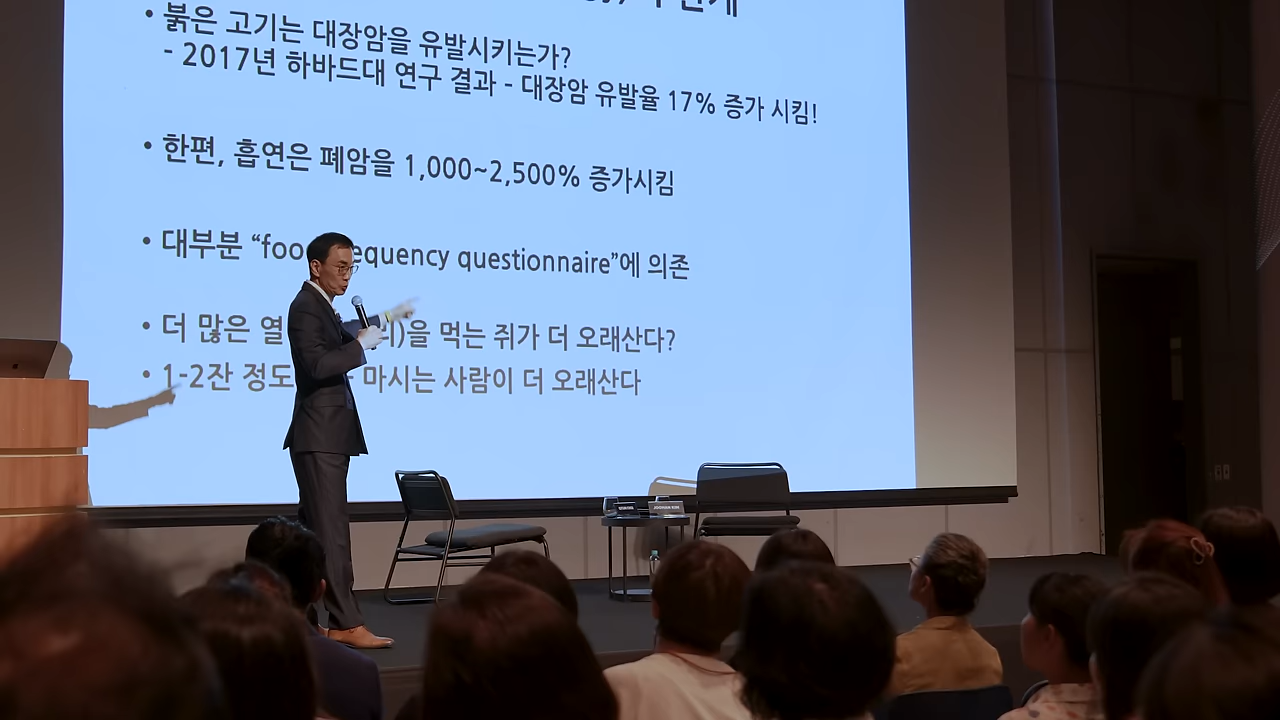 • 붉은 고기는 대장암을 유발시키는가?
- 2017년 하바드대 연구 결과 - 대장암 유발율 17% 증가 시킴!
• 한편, 흡연은 폐암을 1,000~2,500% 증가시킴
• 대부분 “foo equency questionnaire”에 의존
• 더 많은 열 을 먹는 쥐가 더 오래산다?
• 1-2잔 정도 마시는 사람이 더 오래산다